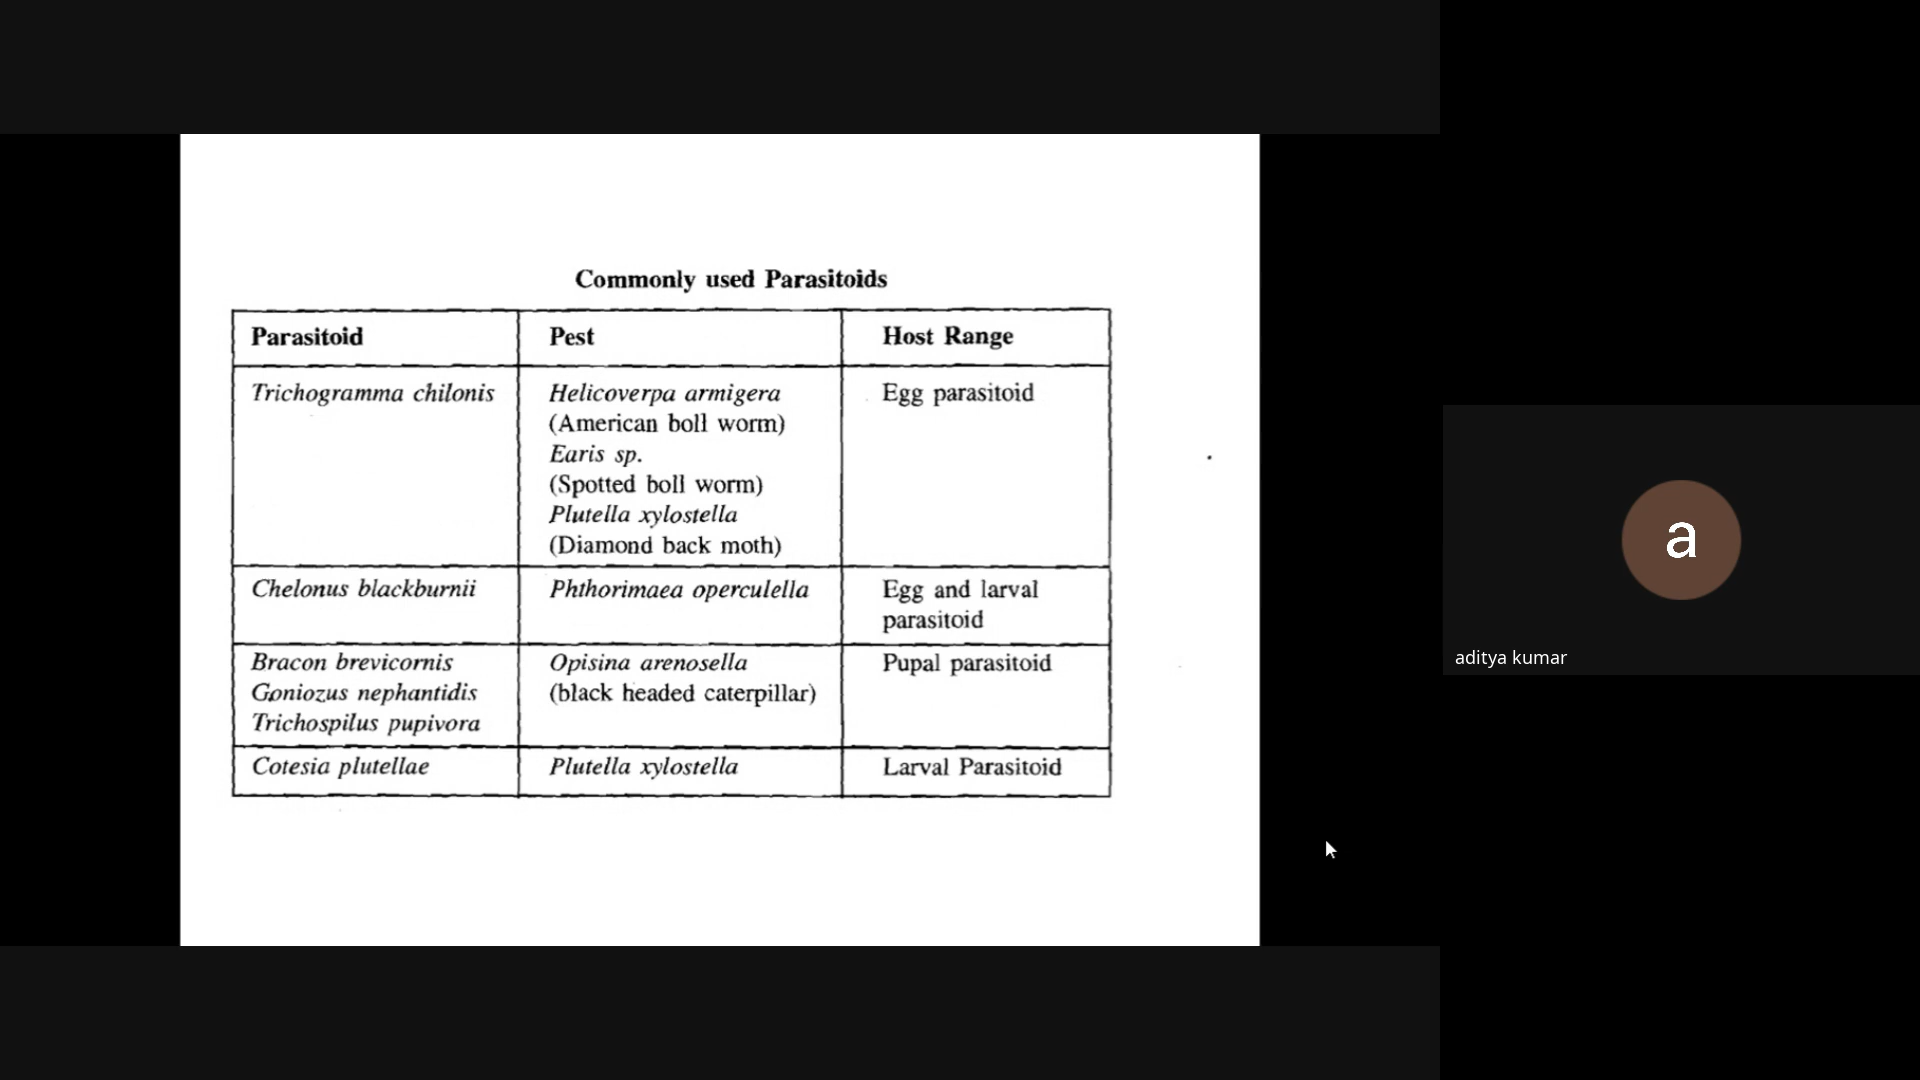 Commonly used Parasitoids
Parasitoid Pest Host Range
Trichogramma chilonis Helicoverpa armigera Egg parasitoid
(American boll worm)
Earis sp.
(Spotted boll worm)
Plutella xylostella
(Diamond back moth)
Chelonus blackburnii Phthorimaea operculella Egg and larval
parasitoid
Bracon brevicornis Opisina arenosella Pupal parasitoid
Goniozus nephantidis (black headed caterpillar)
Trichospilus pupivora
Cotesia plutellae Plutella xylostella Larval Parasitoid
a
aditya kumar